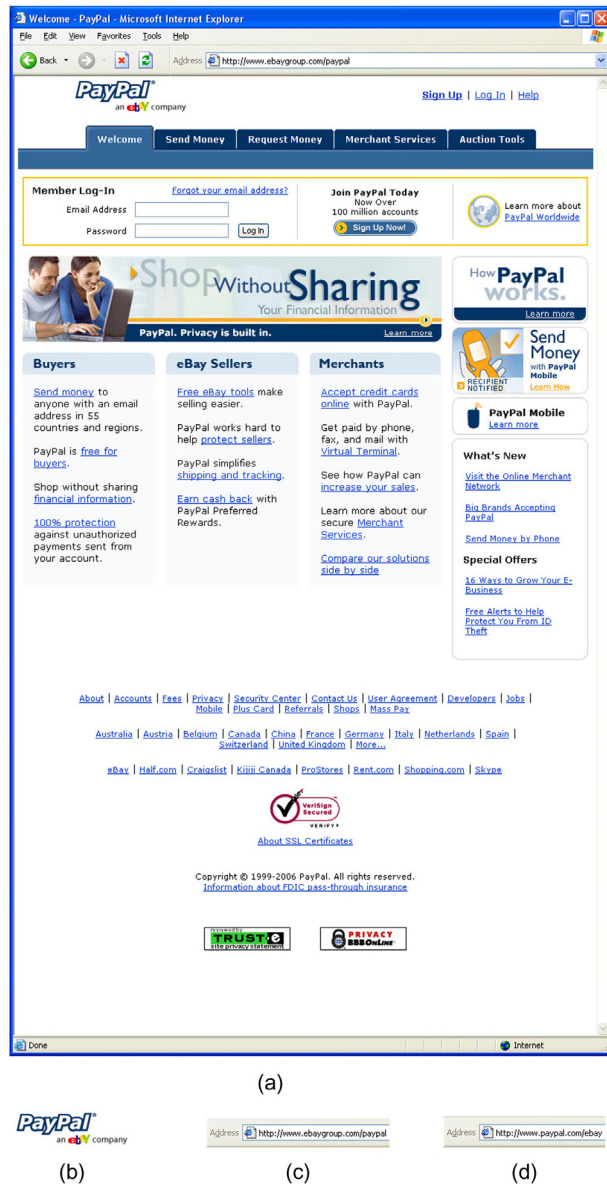 Welcome - PayPal - Microsoft Internet Explorer
File Edit View Favorites Tools Help
Back
Address http://www.ebaygroup.com/paypal
PayPal
an ebY company
Sign Up | Log In | Help
Welcome Send Money Request Money Merchant Services Auction Tools
Member Log-In Forgot your email address?
Email Address
Password Log In
Join PayPal Today
Now Over
100 million accounts
Sign Up Now!
Learn more about
PayPal Worldwide
Shop Without Sharing
Your Financial Information
PayPal. Privacy is built in. Learn more
How PayPal
works.
Learn more
Send
Money
with PayPal
Mobile
RECIPIENT
NOTIFIED
Learn How
PayPal Mobile
Learn more
Buyers
Send money to
anyone with an email
address in 55
countries and regions.
PayPal is free for
buyers.
Shop without sharing
financial information.
100% protection
against unauthorized
payments sent from
your account.
eBay Sellers
Free eBay tools make
selling easier.
PayPal works hard to
help protect sellers.
PayPal simplifies
shipping and tracking.
Earn cash back with
PayPal Preferred
Rewards.
Merchants
Accept credit cards
online with PayPal.
Get paid by phone,
fax, and mail with
Virtual Terminal.
See how PayPal can
increase your sales.
Learn more about our
secure Merchant
Services.
Compare our solutions
side by side
What's New
Visit the Online Merchant
Network
Big Brands Accepting
PayPal
Send Money by Phone
Special Offers
16 Ways to Grow Your E-
Business
Free Alerts to Help
Protect You From ID
Theft
About | Accounts | Fees | Privacy | Security Center | Contact Us | User Agreement | Developers | Jobs |
Mobile | Plus Card | Referrals | Shops | Mass Pay
Australia | Austria | Belgium | Canada | China | France | Germany | Italy | Netherlands | Spain |
Switzerland | United Kingdom | More...
eBay | Half.com | Craigslist | Kijiji Canada | ProStores | Rent.com | Shopping.com | Skype
VeriSign
Secured
VERIFY
About SSL Certificates
Copyright © 1999-2006 PayPal. All rights reserved.
Information about FDIC pass-through insurance
reviewed by
TRUSTe
site privacy statement
PRIVACY
BBBOnLine
Done Internet
(a)
PayPal
an ebY company
Address http://www.ebaygroup.com/paypal
Address http://www.paypal.com/ebay
(b) (c) (d)